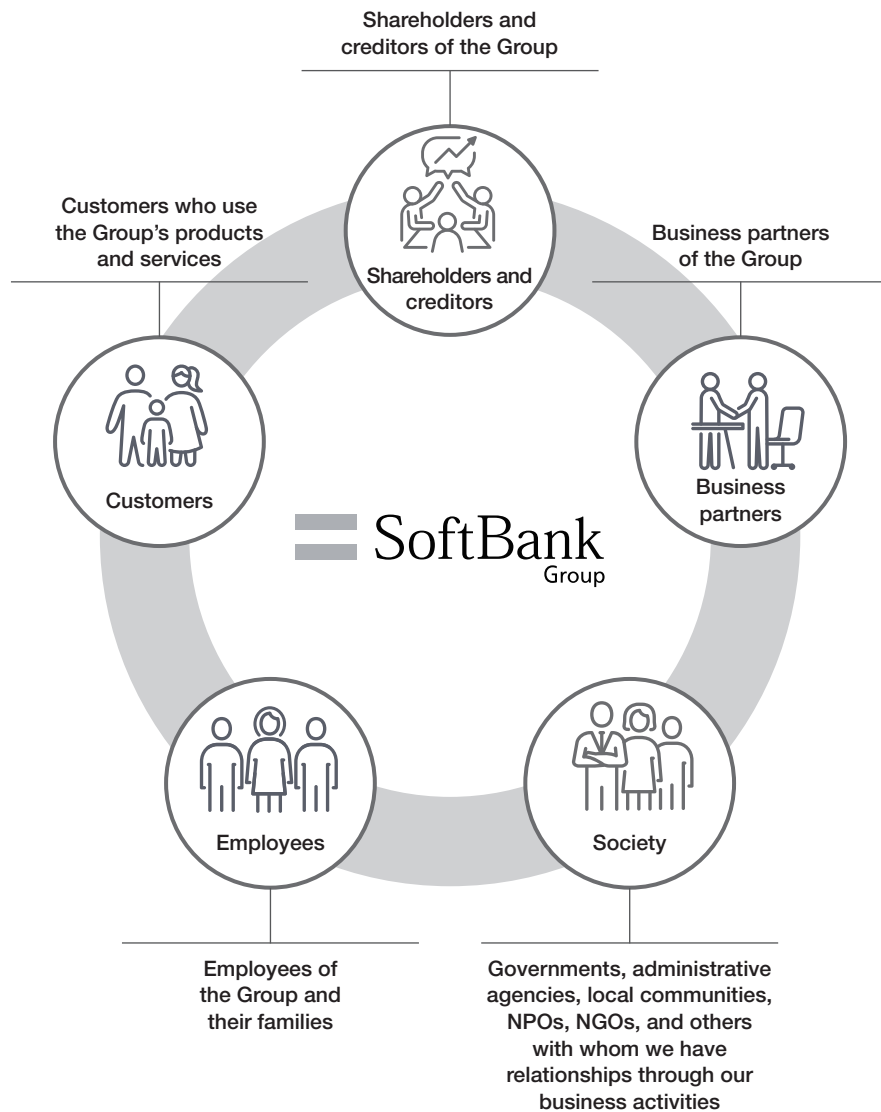 Shareholders and
creditors of the Group
Shareholders and
creditors
Customers who use
the Group’s products
and services
Customers
Business partners
of the Group
Business
partners
SoftBank
Group
Employees
Employees of
the Group and
their families
Society
Governments, administrative
agencies, local communities,
NPOs, NGOs, and others
with whom we have
relationships through our
business activities